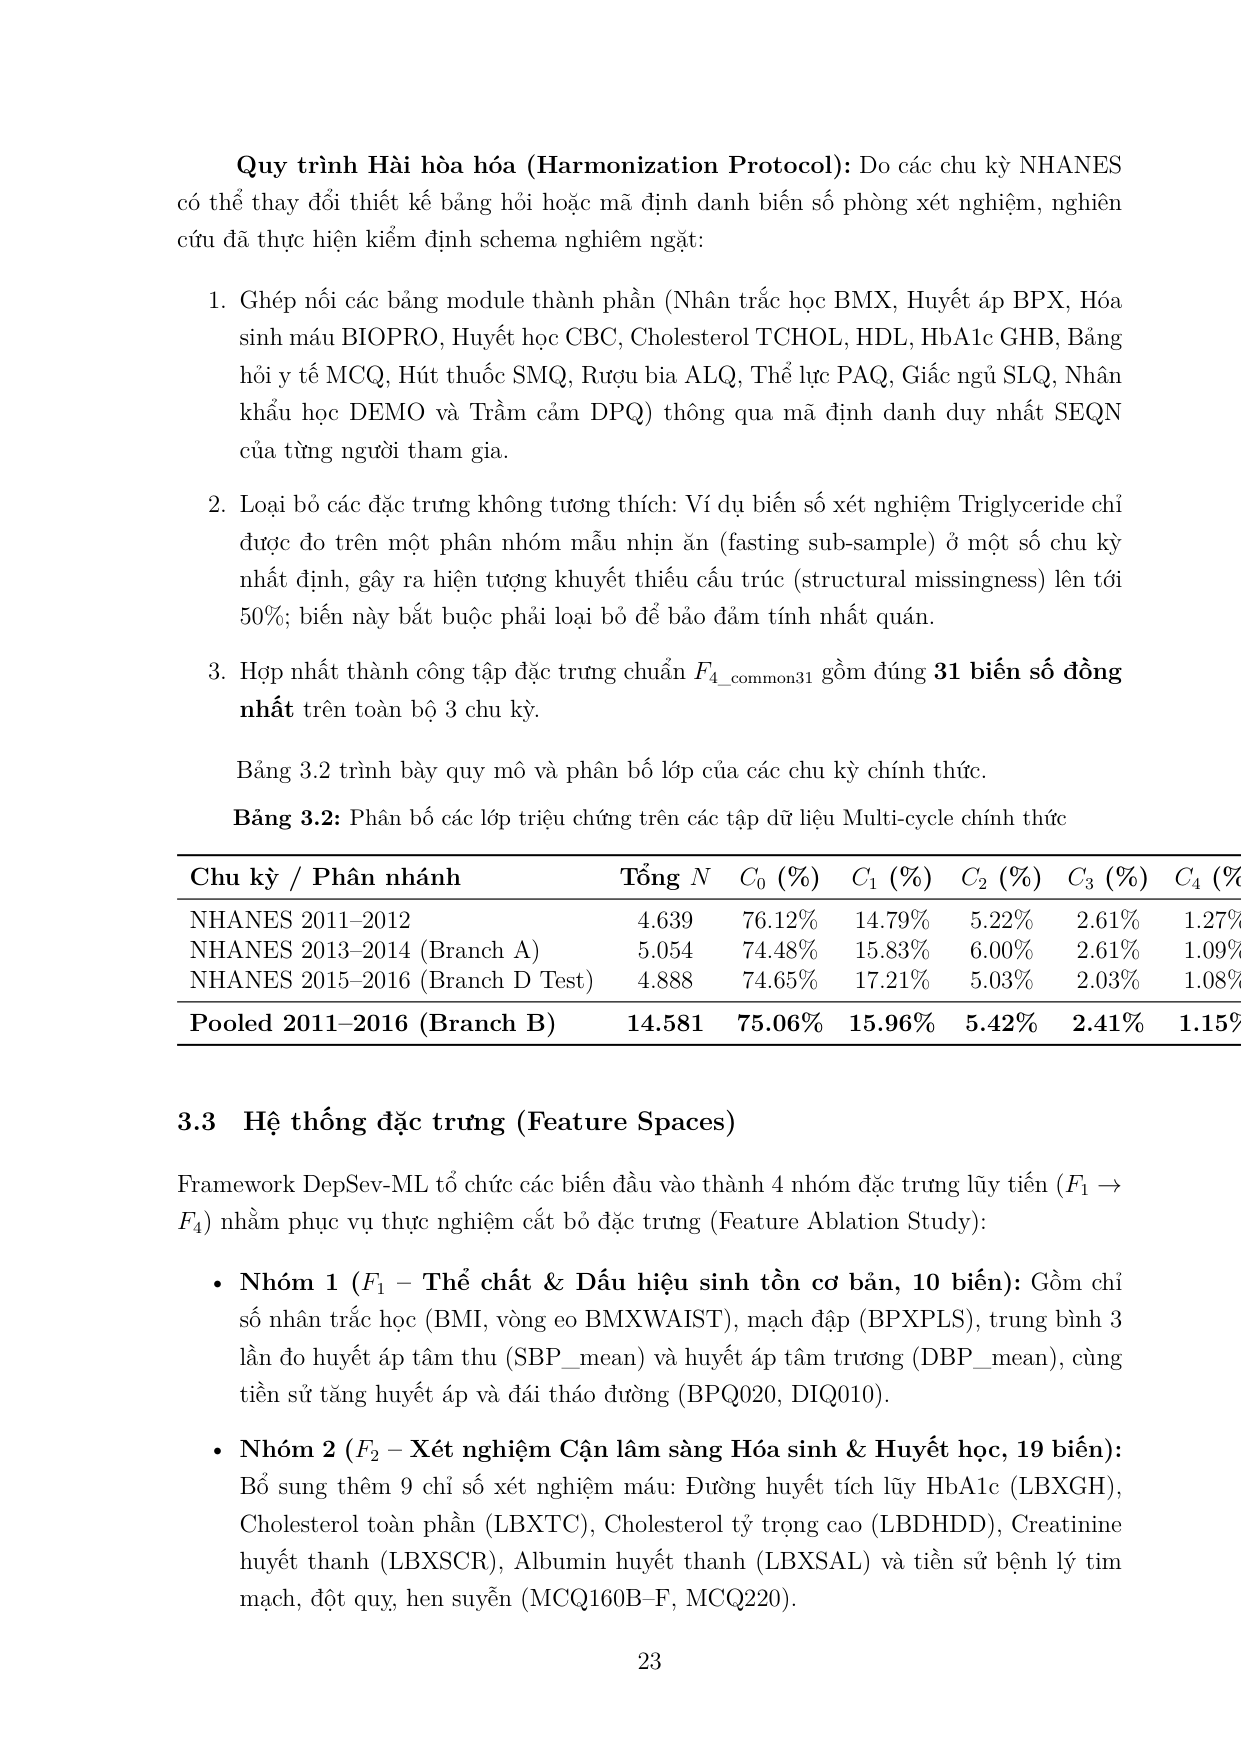 Quy trình Hài hòa hóa (Harmonization Protocol): Do các chu kỳ NHANES
có thể thay đổi thiết kế bảng hỏi hoặc mã định danh biến số phòng xét nghiệm, nghiên
cứu đã thực hiện kiểm định schema nghiêm ngặt:
1. Ghép nối các bảng module thành phần (Nhân trắc học BMX, Huyết áp BPX, Hóa
sinh máu BIOPRO, Huyết học CBC, Cholesterol TCHOL, HDL, HbA1c GHB, Bảng
hỏi y tế MCQ, Hút thuốc SMQ, Rượu bia ALQ, Thể lực PAQ, Giấc ngủ SLQ, Nhân
khẩu học DEMO và Trầm cảm DPQ) thông qua mã định danh duy nhất SEQN
của từng người tham gia.
2. Loại bỏ các đặc trưng không tương thích: Ví dụ biến số xét nghiệm Triglyceride chỉ
được đo trên một phân nhóm mẫu nhịn ăn (fasting sub-sample) ở một số chu kỳ
nhất định, gây ra hiện tượng khuyết thiếu cấu trúc (structural missingness) lên tới
50%; biến này bắt buộc phải loại bỏ để bảo đảm tính nhất quán.
3. Hợp nhất thành công tập đặc trưng chuẩn F4_common31 gồm đúng 31 biến số đồng
nhất trên toàn bộ 3 chu kỳ.
Bảng 3.2 trình bày quy mô và phân bố lớp của các chu kỳ chính thức.
Bảng 3.2: Phân bố các lớp triệu chứng trên các tập dữ liệu Multi-cycle chính thức
Chu kỳ / Phân nhánh Tổng N C0 (%) C1 (%) C2 (%) C3 (%) C4 (%
NHANES 2011–2012 4.639 76.12% 14.79% 5.22% 2.61% 1.27%
NHANES 2013–2014 (Branch A) 5.054 74.48% 15.83% 6.00% 2.61% 1.09%
NHANES 2015–2016 (Branch D Test) 4.888 74.65% 17.21% 5.03% 2.03% 1.08%
Pooled 2011–2016 (Branch B) 14.581 75.06% 15.96% 5.42% 2.41% 1.15%
3.3 Hệ thống đặc trưng (Feature Spaces)
Framework DepSev-ML tổ chức các biến đầu vào thành 4 nhóm đặc trưng lũy tiến (F1 →
F4) nhằm phục vụ thực nghiệm cắt bỏ đặc trưng (Feature Ablation Study):
• Nhóm 1 (F1 – Thể chất & Dấu hiệu sinh tồn cơ bản, 10 biến): Gồm chỉ
số nhân trắc học (BMI, vòng eo BMXWAIST), mạch đập (BPXPLS), trung bình 3
lần đo huyết áp tâm thu (SBP_mean) và huyết áp tâm trương (DBP_mean), cùng
tiền sử tăng huyết áp và đái tháo đường (BPQ020, DIQ010).
• Nhóm 2 (F2 – Xét nghiệm Cận lâm sàng Hóa sinh & Huyết học, 19 biến):
Bổ sung thêm 9 chỉ số xét nghiệm máu: Đường huyết tích lũy HbA1c (LBXGH),
Cholesterol toàn phần (LBXTC), Cholesterol tỷ trọng cao (LBDHDD), Creatinine
huyết thanh (LBXSCR), Albumin huyết thanh (LBXSAL) và tiền sử bệnh lý tim
mạch, đột quỵ, hen suyễn (MCQ160B–F, MCQ220).
23